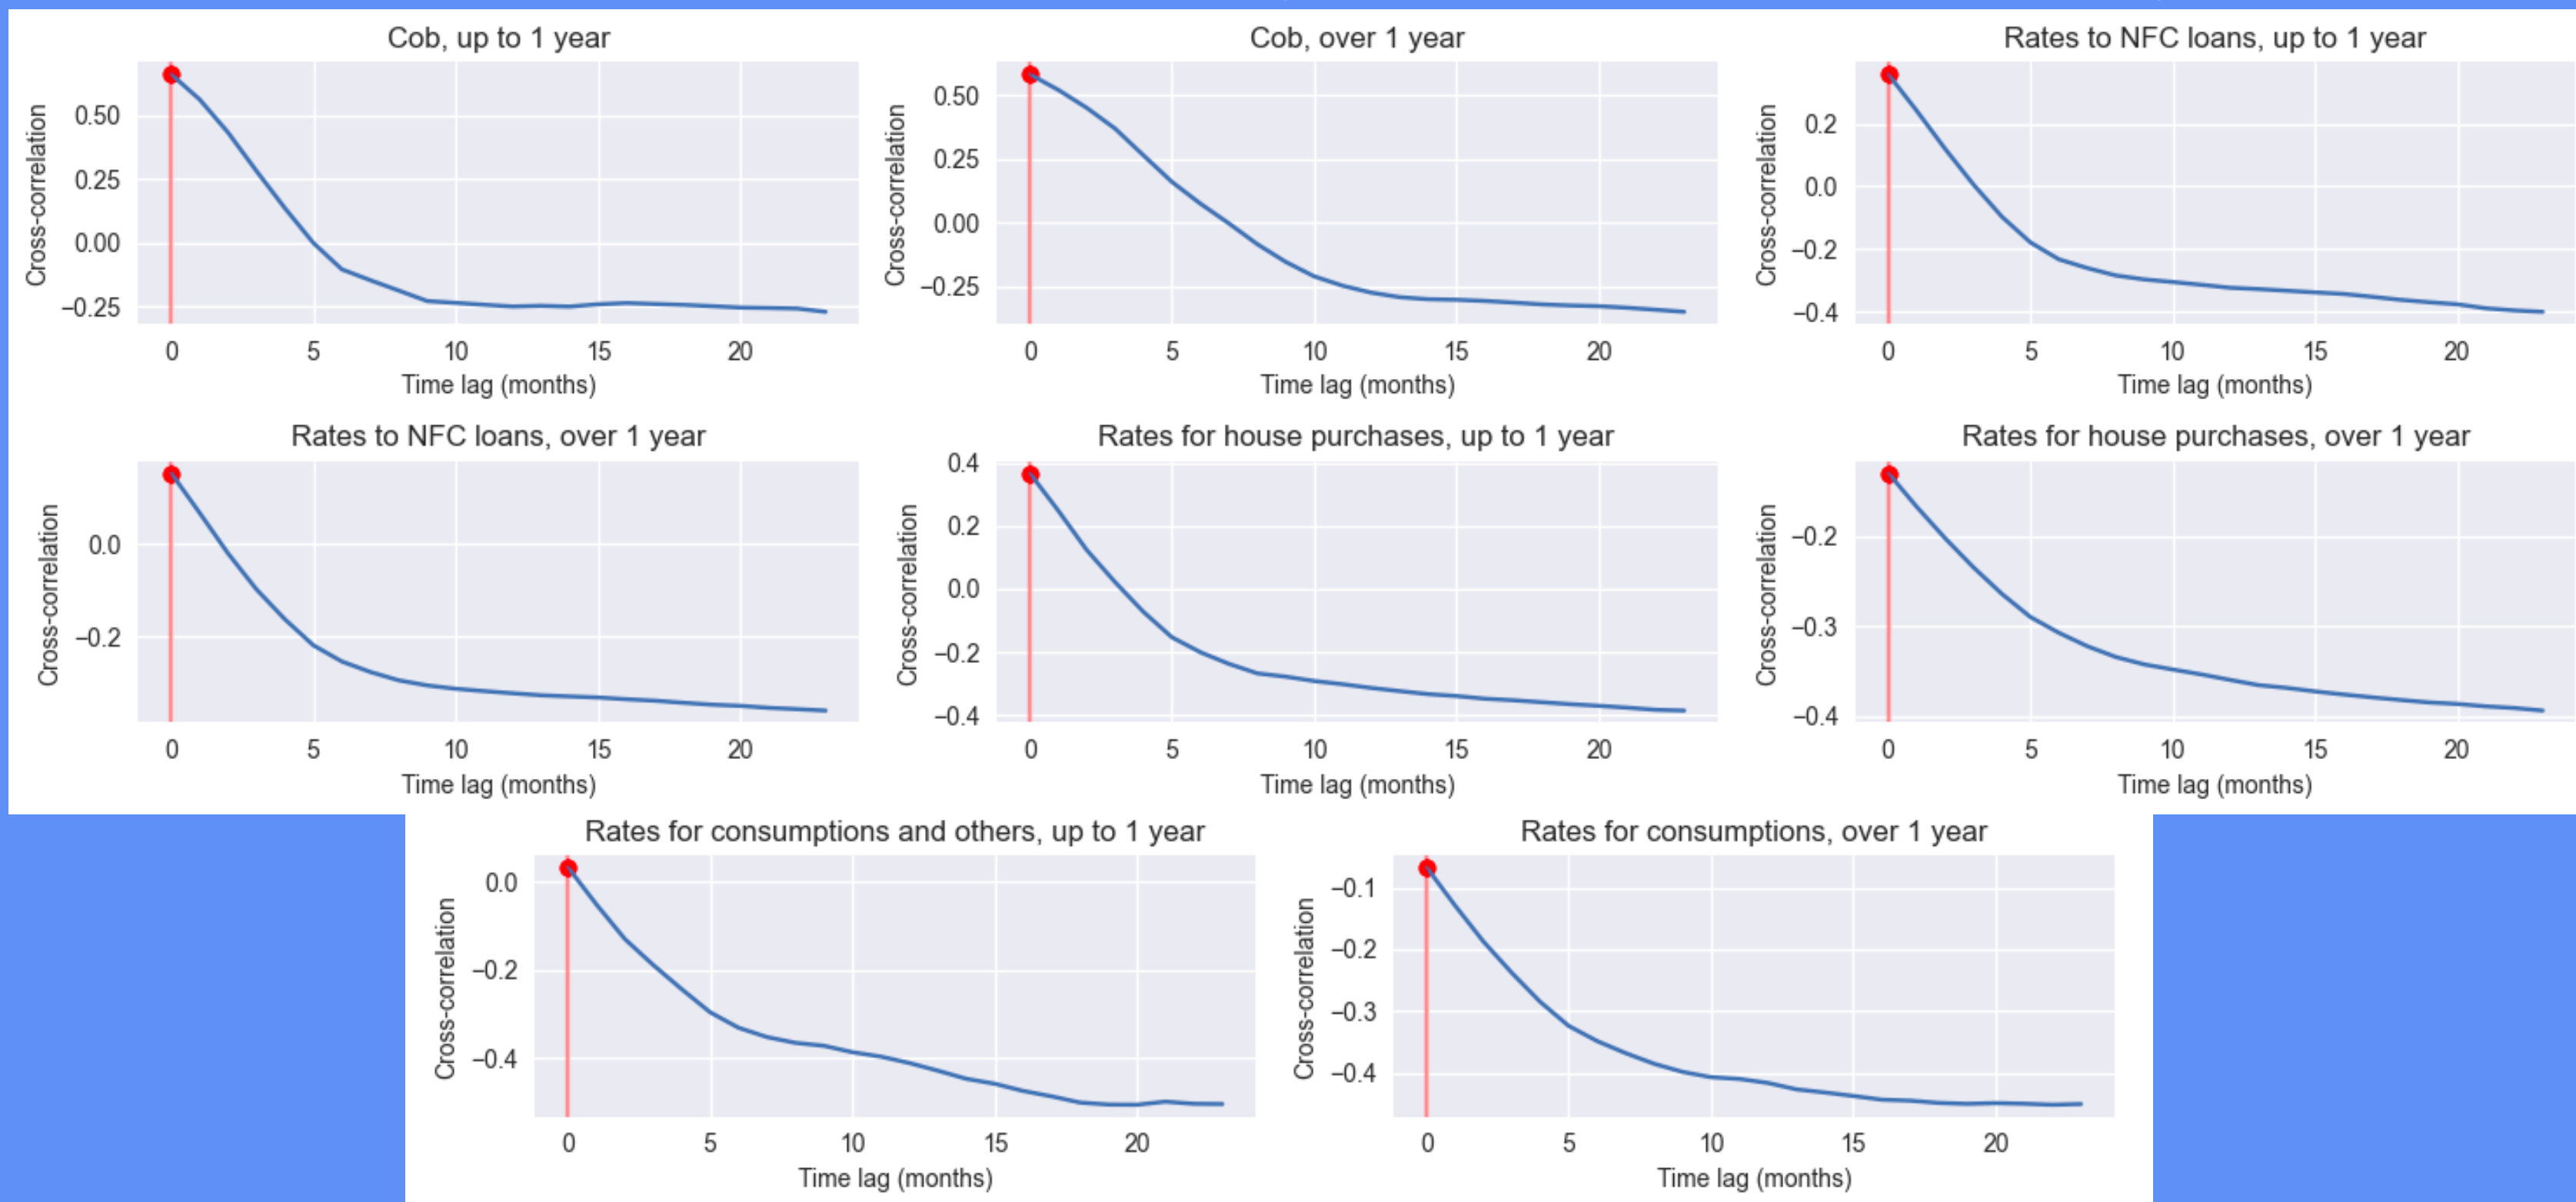 Cob, up to 1 year
Cross-correlation
0.50
0.25
0.00
−0.25
0 5 10 15 20
Time lag (months)
Cob, over 1 year
Cross-correlation
0.50
0.25
0.00
−0.25
0 5 10 15 20
Time lag (months)
Rates to NFC loans, up to 1 year
Cross-correlation
0.2
0.0
−0.2
−0.4
0 5 10 15 20
Time lag (months)
Rates to NFC loans, over 1 year
Cross-correlation
0.0
−0.2
0 5 10 15 20
Time lag (months)
Rates for house purchases, up to 1 year
Cross-correlation
0.4
0.2
0.0
−0.2
−0.4
0 5 10 15 20
Time lag (months)
Rates for house purchases, over 1 year
Cross-correlation
−0.2
−0.3
−0.4
0 5 10 15 20
Time lag (months)
Rates for consumptions and others, up to 1 year
Cross-correlation
0.0
−0.2
−0.4
0 5 10 15 20
Time lag (months)
Rates for consumptions, over 1 year
Cross-correlation
−0.1
−0.2
−0.3
−0.4
0 5 10 15 20
Time lag (months)